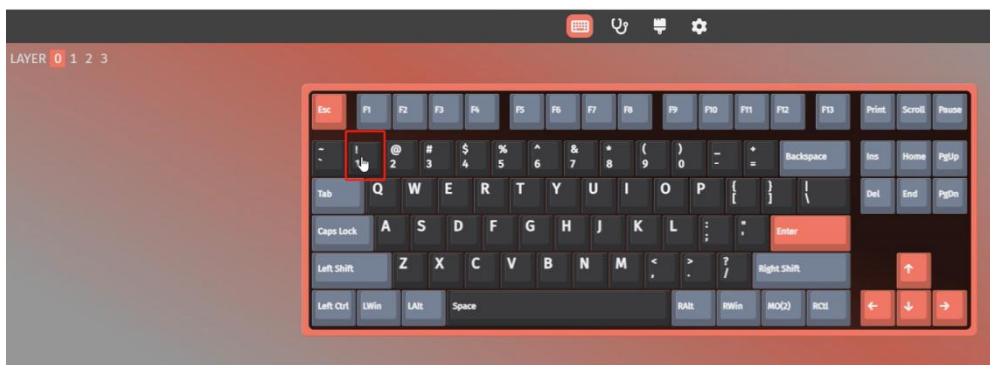 LAYER 0 1 2 3
Esc F1 F2 F3 F4 F5 F6 F7 F8 F9 F10 F11 F12 F13 Print Scroll Pause
~ ! @ # $ % ^ & * ( ) _ +
` 1 2 3 4 5 6 7 8 9 0 - = Backspace Ins Home PgUp
Tab Q W E R T Y U I O P { } | Del End PgDn
[ ] \
Caps Lock A S D F G H J K L : " Enter
; '
Left Shift Z X C V B N M < > ? Right Shift ↑
, . /
Left Ctrl LWin LAlt Space RAlt RWin MO(2) RCtl ← ↓ →